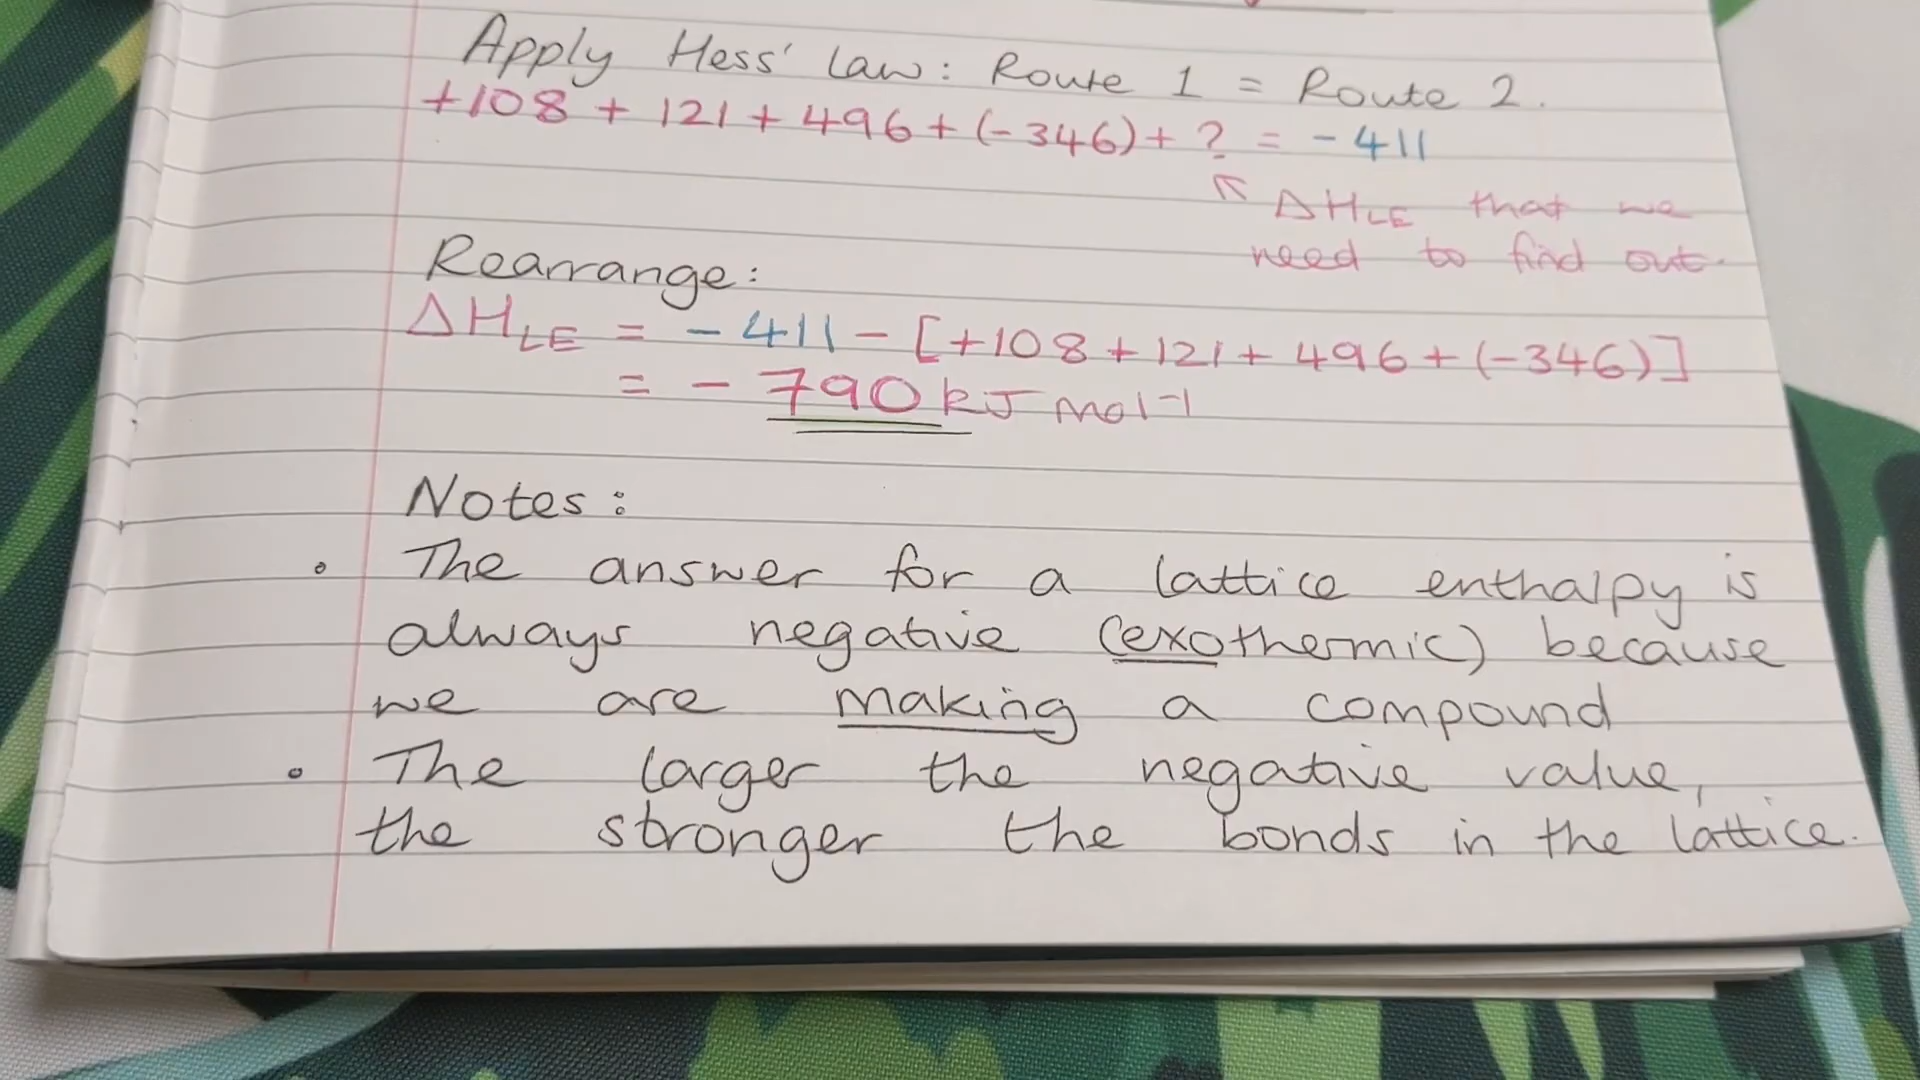 Apply Hess' Law: Route 1 = Route 2.
+108 + 121 + 496 + (-346) + ? = -411
↖ ΔHLE that we
need to find out.
Rearrange:
ΔHLE = -411 - [+108 + 121 + 496 + (-346)]
= -790 kJ mol-1
Notes:
• The answer for a lattice enthalpy is
always negative (exothermic) because
we are making a compound
• The larger the negative value,
the stronger the bonds in the lattice.